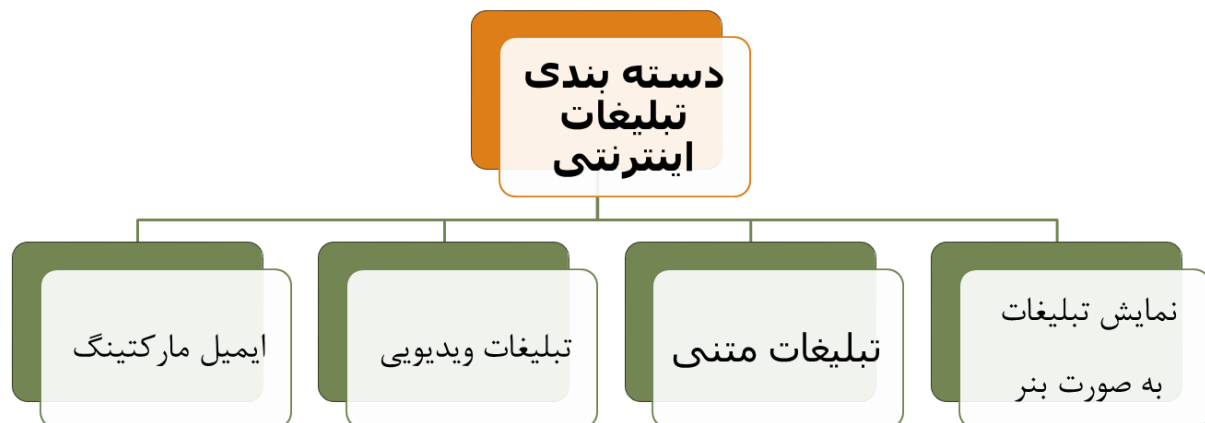 دسته بندی
تبلیغات
اینترنتی
نمایش تبلیغات
به صورت بنر
تبلیغات متنی
تبلیغات ویدیویی
ایمیل مارکتینگ